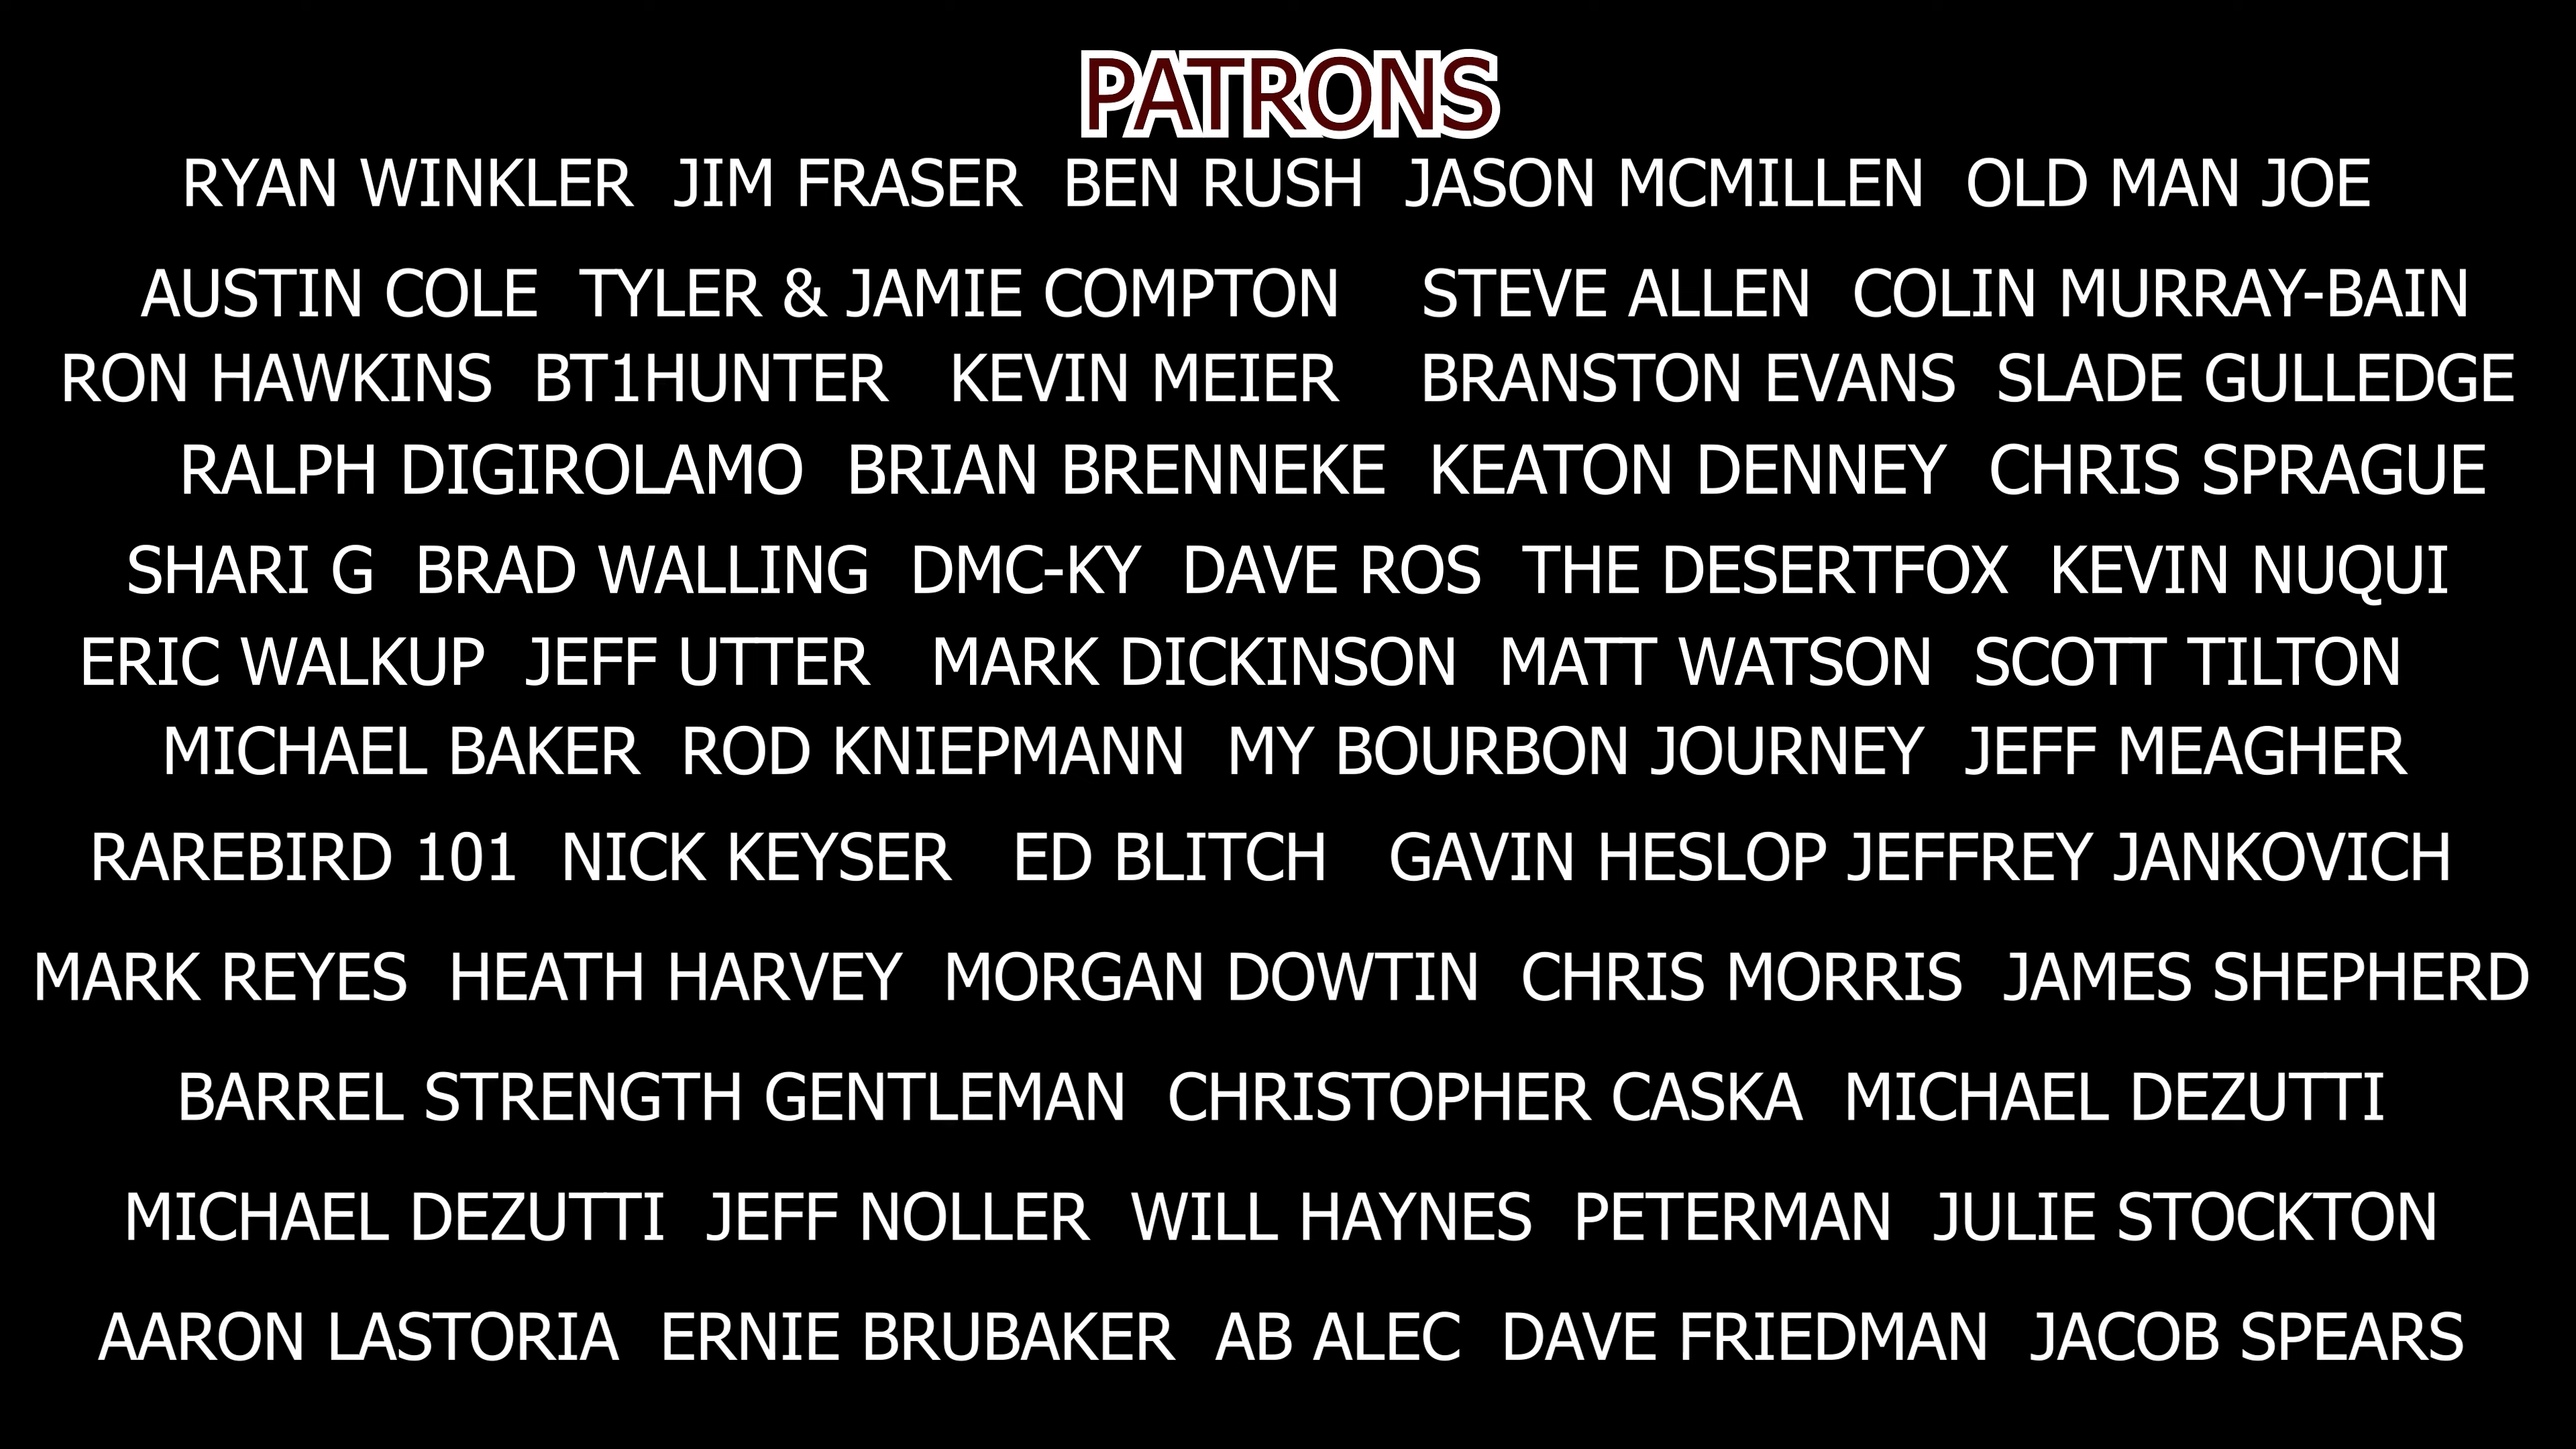 PATRONS
RYAN WINKLER JIM FRASER BEN RUSH JASON MCMILLEN OLD MAN JOE
AUSTIN COLE TYLER & JAMIE COMPTON STEVE ALLEN COLIN MURRAY-BAIN
RON HAWKINS BT1HUNTER KEVIN MEIER BRANSTON EVANS SLADE GULLEDGE
RALPH DIGIROLAMO BRIAN BRENNEKE KEATON DENNEY CHRIS SPRAGUE
SHARI G BRAD WALLING DMC-KY DAVE ROS THE DESERTFOX KEVIN NUQUI
ERIC WALKUP JEFF UTTER MARK DICKINSON MATT WATSON SCOTT TILTON
MICHAEL BAKER ROD KNIEPMANN MY BOURBON JOURNEY JEFF MEAGHER
RAREBIRD 101 NICK KEYSER ED BLITCH GAVIN HESLOP JEFFREY JANKOVICH
MARK REYES HEATH HARVEY MORGAN DOWTIN CHRIS MORRIS JAMES SHEPHERD
BARREL STRENGTH GENTLEMAN CHRISTOPHER CASKA MICHAEL DEZUTTI
MICHAEL DEZUTTI JEFF NOLLER WILL HAYNES PETERMAN JULIE STOCKTON
AARON LASTORIA ERNIE BRUBAKER AB ALEC DAVE FRIEDMAN JACOB SPEARS